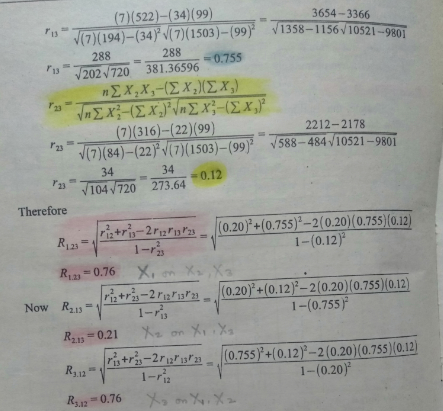 r₁₃ = (7)(522)−(34)(99) / √(7)(194)−(34)² √(7)(1503)−(99)² = 3654−3366 / √1358−1156 √10521−9801
r₁₃ = 288 / √202 √720 = 288 / 381.36596 = 0.755
r₂₃ = n∑X₂X₃−(∑X₂)(∑X₃) / √n∑X₂²−(∑X₂)² √n∑X₃²−(∑X₃)²
r₂₃ = (7)(316)−(22)(99) / √(7)(84)−(22)² √(7)(1503)−(99)² = 2212−2178 / √588−484 √10521−9801
r₂₃ = 34 / √104 √720 = 34 / 273.64 = 0.12
Therefore
R₁.₂₃ = √(r₁₂²+r₁₃²−2r₁₂r₁₃r₂₃ / 1−r₂₃²) = √((0.20)²+(0.755)²−2(0.20)(0.755)(0.12) / 1−(0.12)²)
R₁.₂₃ = 0.76 X₁ on X₂, X₃
Now R₂.₁₃ = √(r₁₂²+r₂₃²−2r₁₂r₁₃r₂₃ / 1−r₁₃²) = √((0.20)²+(0.12)²−2(0.20)(0.755)(0.12) / 1−(0.755)²)
R₂.₁₃ = 0.21 X₂ on X₁, X₃
R₃.₁₂ = √(r₁₃²+r₂₃²−2r₁₂r₁₃r₂₃ / 1−r₁₂²) = √((0.755)²+(0.12)²−2(0.20)(0.755)(0.12) / 1−(0.20)²)
R₃.₁₂ = 0.76 X₃ on X₁, X₂